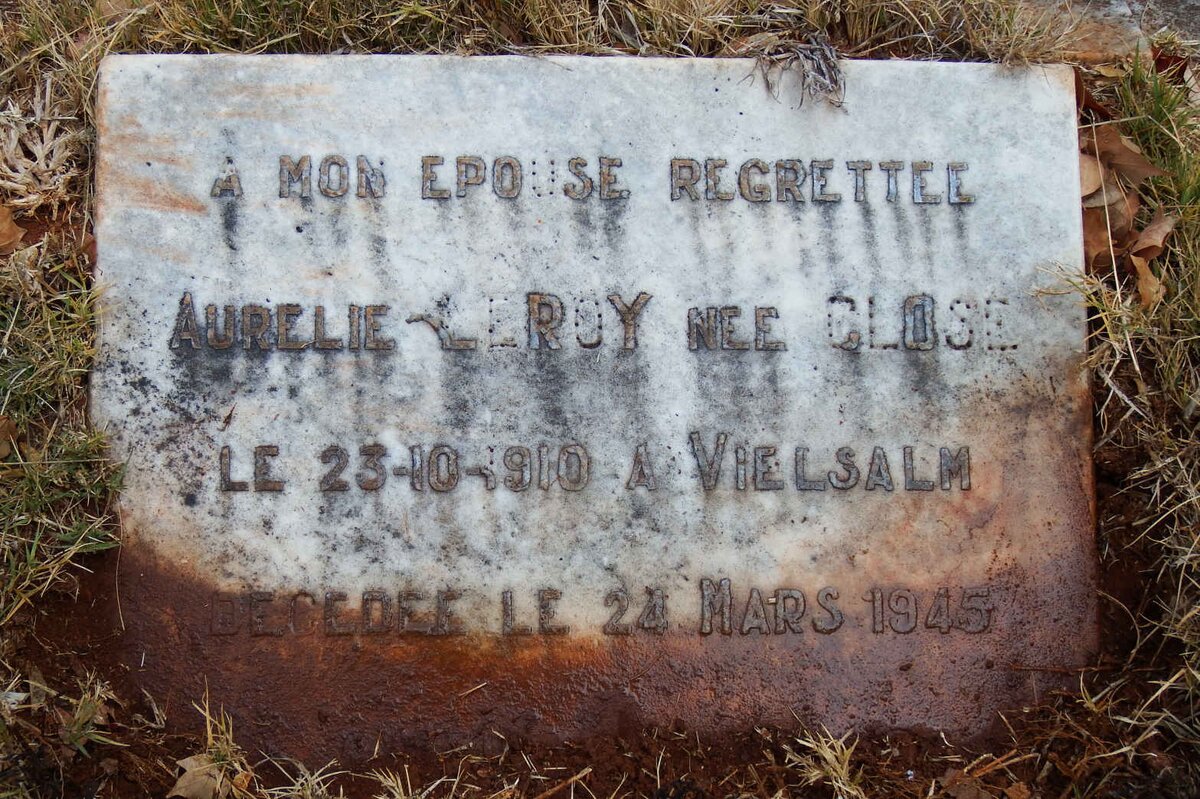 A MON EPOUSE REGRETTEE
AURELIE LEROY NEE CLOSE
LE 23-10-1910 A VIELSALM
DECEDEE LE 24 MARS 1945